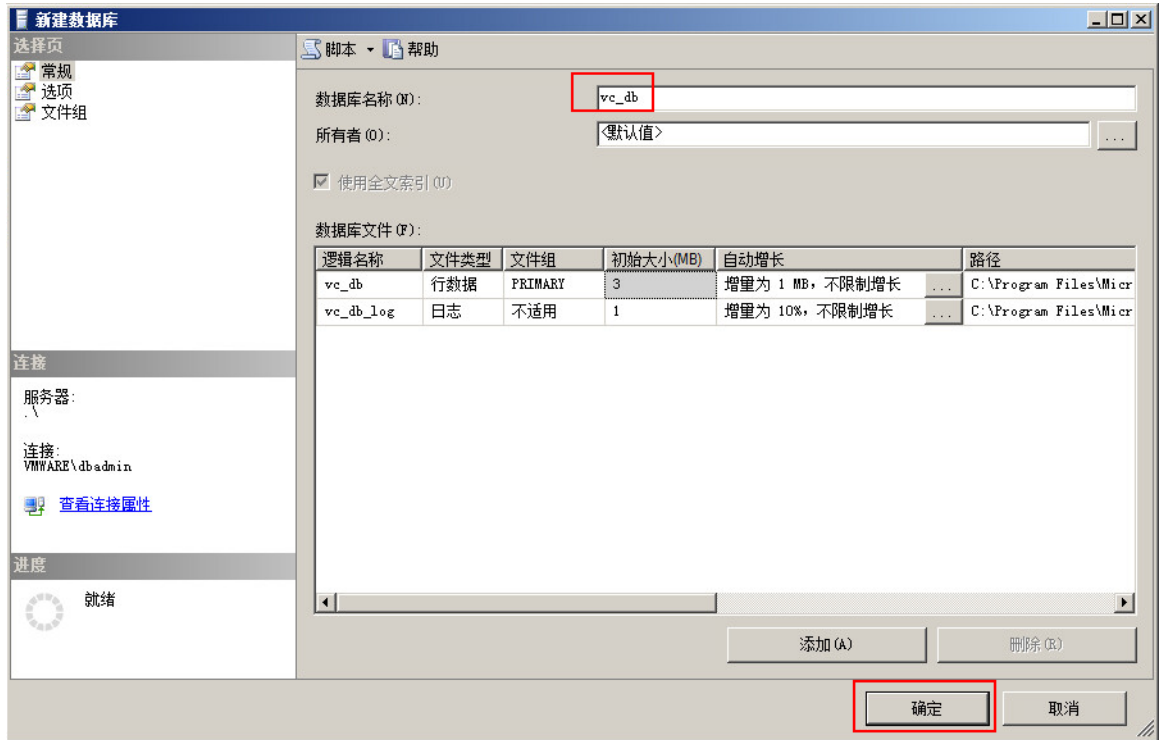 新建数据库
选择页
常规
选项
文件组
脚本 帮助
数据库名称(N): vc_db
所有者(O): <默认值> ...
使用全文索引(U)
数据库文件(F):
逻辑名称 文件类型 文件组 初始大小(MB) 自动增长 路径
vc_db 行数据 PRIMARY 3 增量为 1 MB，不限制增长 ... C:\Program Files\Micr
vc_db_log 日志 不适用 1 增量为 10%，不限制增长 ... C:\Program Files\Micr
连接
服务器:
.\
连接:
VMWARE\dbadmin
查看连接属性
进度
就绪
添加(A) 删除(R)
确定 取消